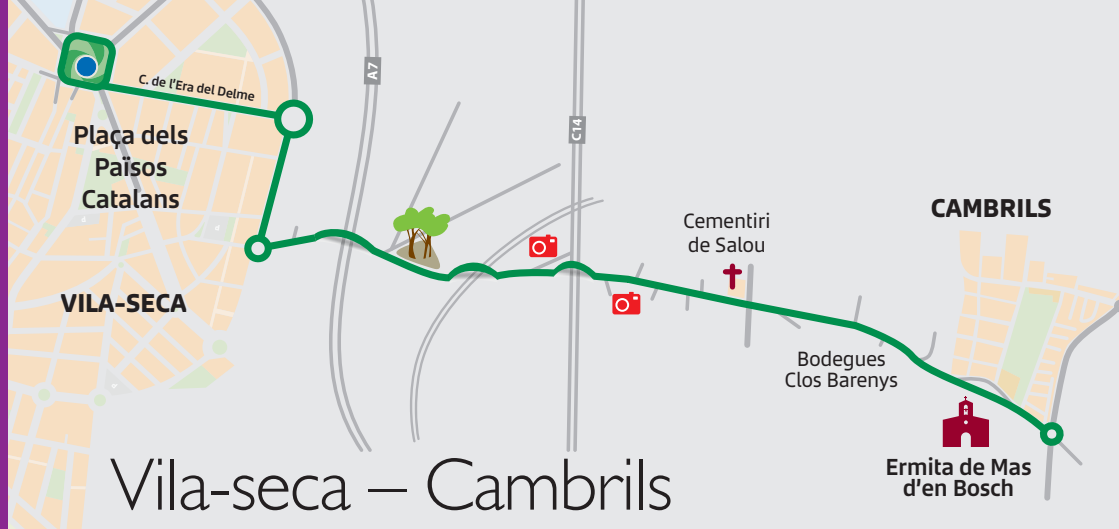 C. de l'Era del Delme
Plaça dels
Països
Catalans
VILA-SECA
A7
C14
Cementiri
de Salou
CAMBRILS
Bodegues
Clos Barenys
Ermita de Mas
d'en Bosch
Vila-seca – Cambrils